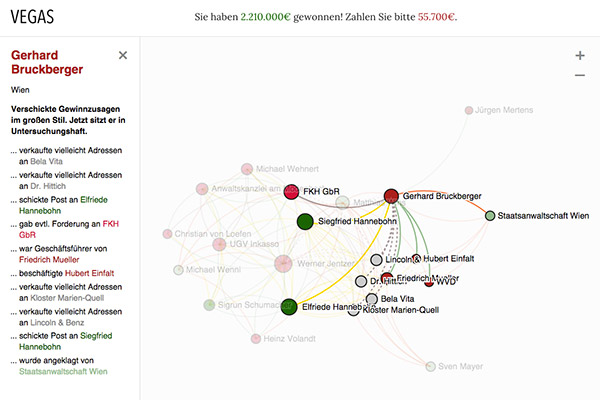 VEGAS
Sie haben 2.210.000€ gewonnen! Zahlen Sie bitte 55.700€.
Gerhard
Bruckberger
Wien
Verschickte Gewinnzusagen
im großen Stil. Jetzt sitzt er in
Untersuchungshaft.
... verkaufte vielleicht Adressen
an Bela Vita
... verkaufte vielleicht Adressen
an Dr. Hittich
... schickte Post an Elfriede
Hannebohn
... gab evtl. Forderung an FKH
GbR
... war Geschäftsführer von
Friedrich Mueller
... beschäftigte Hubert Einfalt
... verkaufte vielleicht Adressen
an Kloster Marien-Quell
... verkaufte vielleicht Adressen
an Lincoln & Benz
... schickte Post an Siegfried
Hannebohn
... wurde angeklagt von
Staatsanwaltschaft Wien
Jürgen Mertens
Michael Wehnert
Anwaltskanzlei am
FKH GbR
Gerhard Bruckberger
Siegfried Hannebohn
Staatsanwaltschaft Wien
Christian von Loefen
UGV Inkasso
Werner Jentzer
Lincoln &
Hubert Einfalt
Michael Wenni
Dr. Hittich
Friedrich Mueller
WVD
Bela Vita
Sigrun Schumacher
Elfriede Hannebohn
Kloster Marien-Quell
Heinz Volandt
Sven Mayer